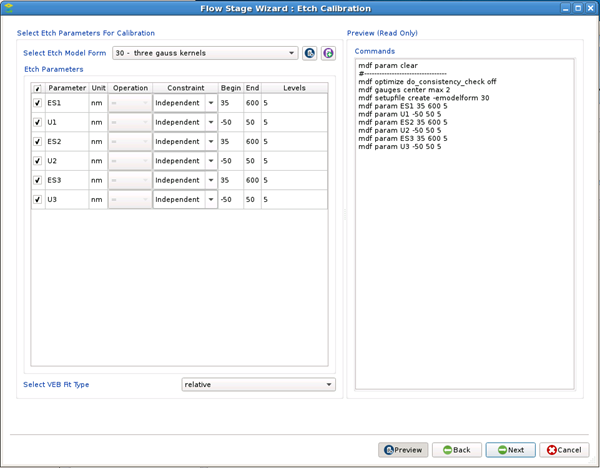 Flow Stage Wizard : Etch Calibration
Select Etch Parameters For Calibration
Select Etch Model Form 30 - three gauss kernels
Etch Parameters
Parameter Unit Operation Constraint Begin End Levels
ES1 nm = Independent 35 600 5
U1 nm = Independent -50 50 5
ES2 nm = Independent 35 600 5
U2 nm = Independent -50 50 5
ES3 nm = Independent 35 600 5
U3 nm = Independent -50 50 5
Select VEB Fit Type relative
Preview (Read Only)
Commands
mdf param clear
#--------------------------------
mdf optimize do_consistency_check off
mdf gauges center max 2
mdf setupfile create -emodelform 30
mdf param ES1 35 600 5
mdf param U1 -50 50 5
mdf param ES2 35 600 5
mdf param U2 -50 50 5
mdf param ES3 35 600 5
mdf param U3 -50 50 5
Preview Back Next Cancel